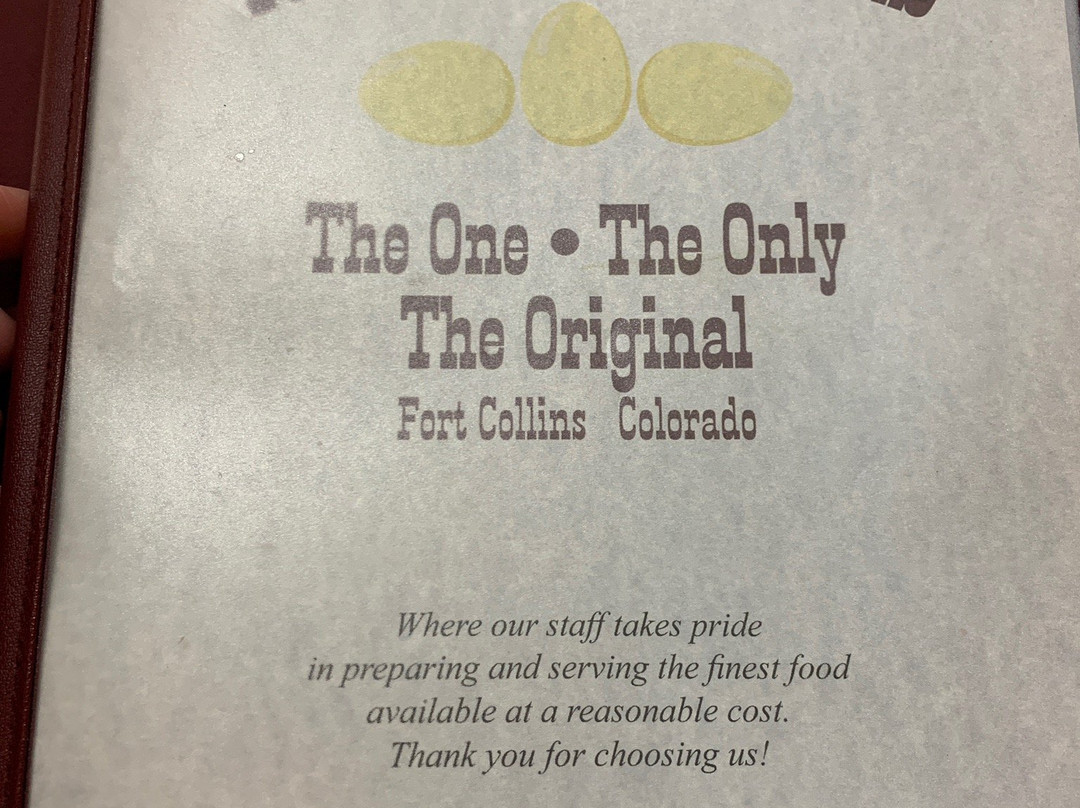 The One • The Only
The Original
Fort Collins Colorado
Where our staff takes pride
in preparing and serving the finest food
available at a reasonable cost.
Thank you for choosing us!